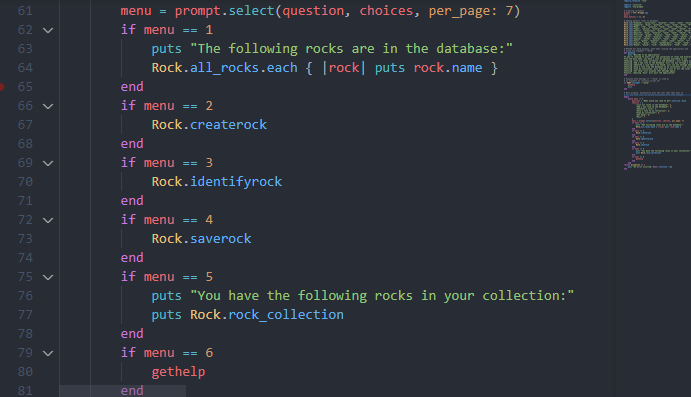 61 menu = prompt.select(question, choices, per_page: 7)
62 if menu == 1
63 puts "The following rocks are in the database:"
64 Rock.all_rocks.each { |rock| puts rock.name }
65 end
66 if menu == 2
67 Rock.createrock
68 end
69 if menu == 3
70 Rock.identifyrock
71 end
72 if menu == 4
73 Rock.saverock
74 end
75 if menu == 5
76 puts "You have the following rocks in your collection:"
77 puts Rock.rock_collection
78 end
79 if menu == 6
80 gethelp
81 end